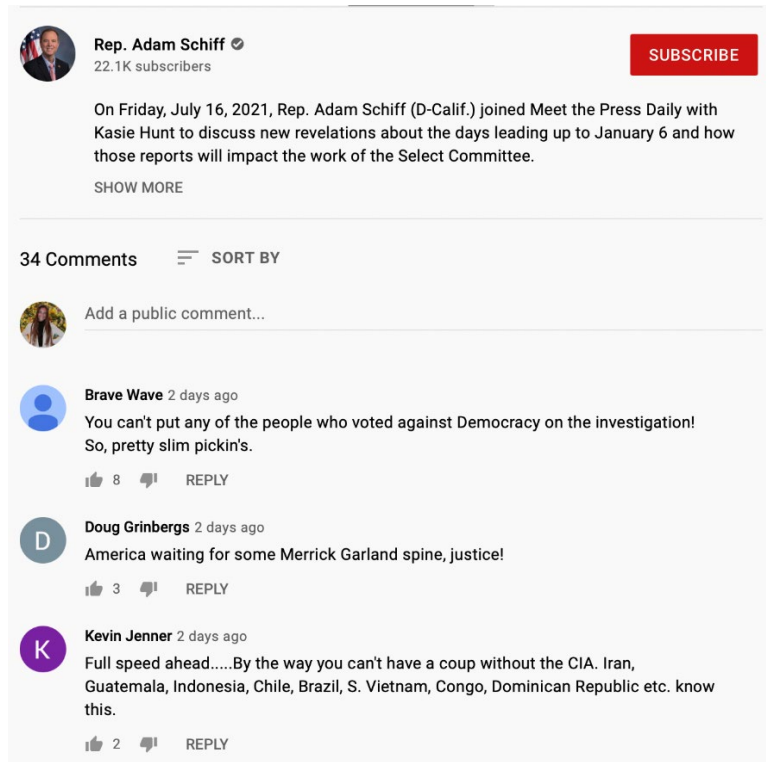 Rep. Adam Schiff
22.1K subscribers
SUBSCRIBE
On Friday, July 16, 2021, Rep. Adam Schiff (D-Calif.) joined Meet the Press Daily with
Kasie Hunt to discuss new revelations about the days leading up to January 6 and how
those reports will impact the work of the Select Committee.
SHOW MORE
34 Comments SORT BY
Add a public comment...
Brave Wave 2 days ago
You can't put any of the people who voted against Democracy on the investigation!
So, pretty slim pickin's.
8 REPLY
D
Doug Grinbergs 2 days ago
America waiting for some Merrick Garland spine, justice!
3 REPLY
K
Kevin Jenner 2 days ago
Full speed ahead.....By the way you can't have a coup without the CIA. Iran,
Guatemala, Indonesia, Chile, Brazil, S. Vietnam, Congo, Dominican Republic etc. know
this.
2 REPLY